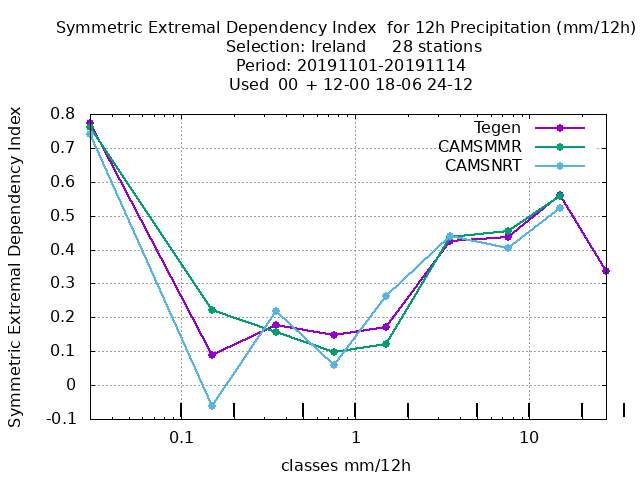 Symmetric Extremal Dependency Index  for 12h Precipitation (mm/12h)
Selection: Ireland     28 stations
Period: 20191101-20191114
Used  00  + 12-00 18-06 24-12
Symmetric Extremal Dependency Index
0.8
0.7
0.6
0.5
0.4
0.3
0.2
0.1
0
-0.1
Tegen
CAMSMMR
CAMSNRT
0.1
1
10
classes mm/12h